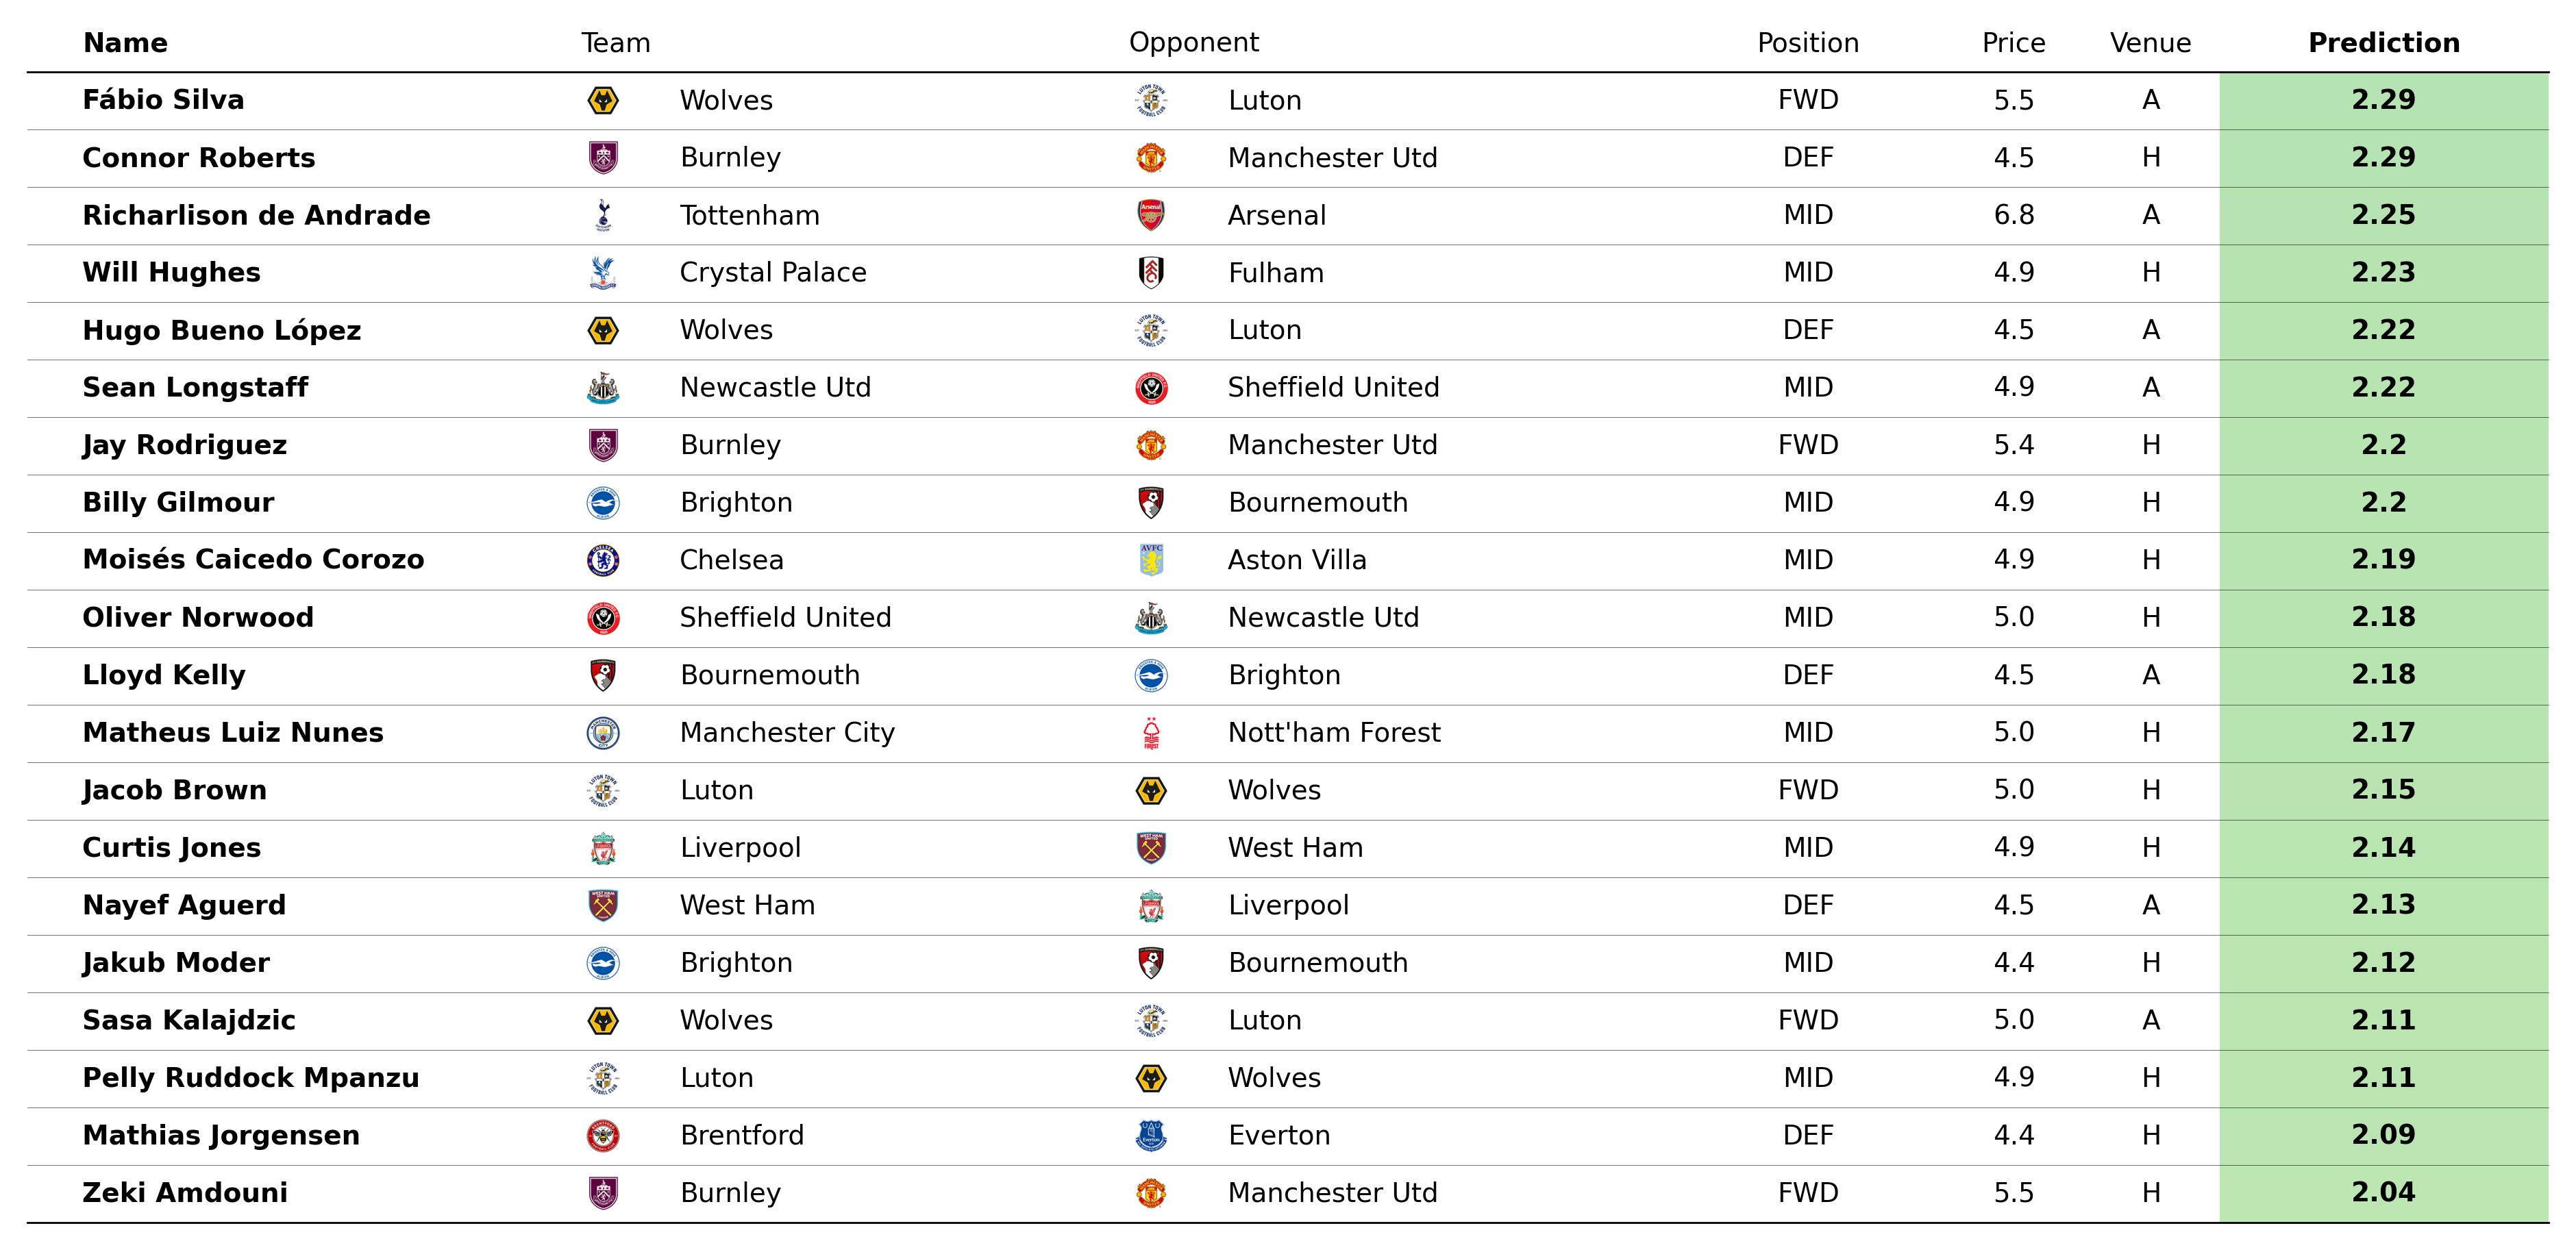 Name Team Opponent Position Price Venue Prediction
Fábio Silva Wolves Luton FWD 5.5 A 2.29
Connor Roberts Burnley Manchester Utd DEF 4.5 H 2.29
Richarlison de Andrade Tottenham Arsenal MID 6.8 A 2.25
Will Hughes Crystal Palace Fulham MID 4.9 H 2.23
Hugo Bueno López Wolves Luton DEF 4.5 A 2.22
Sean Longstaff Newcastle Utd Sheffield United MID 4.9 A 2.22
Jay Rodriguez Burnley Manchester Utd FWD 5.4 H 2.2
Billy Gilmour Brighton Bournemouth MID 4.9 H 2.2
Moisés Caicedo Corozo Chelsea Aston Villa MID 4.9 H 2.19
Oliver Norwood Sheffield United Newcastle Utd MID 5.0 H 2.18
Lloyd Kelly Bournemouth Brighton DEF 4.5 A 2.18
Matheus Luiz Nunes Manchester City Nott'ham Forest MID 5.0 H 2.17
Jacob Brown Luton Wolves FWD 5.0 H 2.15
Curtis Jones Liverpool West Ham MID 4.9 H 2.14
Nayef Aguerd West Ham Liverpool DEF 4.5 A 2.13
Jakub Moder Brighton Bournemouth MID 4.4 H 2.12
Sasa Kalajdzic Wolves Luton FWD 5.0 A 2.11
Pelly Ruddock Mpanzu Luton Wolves MID 4.9 H 2.11
Mathias Jorgensen Brentford Everton DEF 4.4 H 2.09
Zeki Amdouni Burnley Manchester Utd FWD 5.5 H 2.04